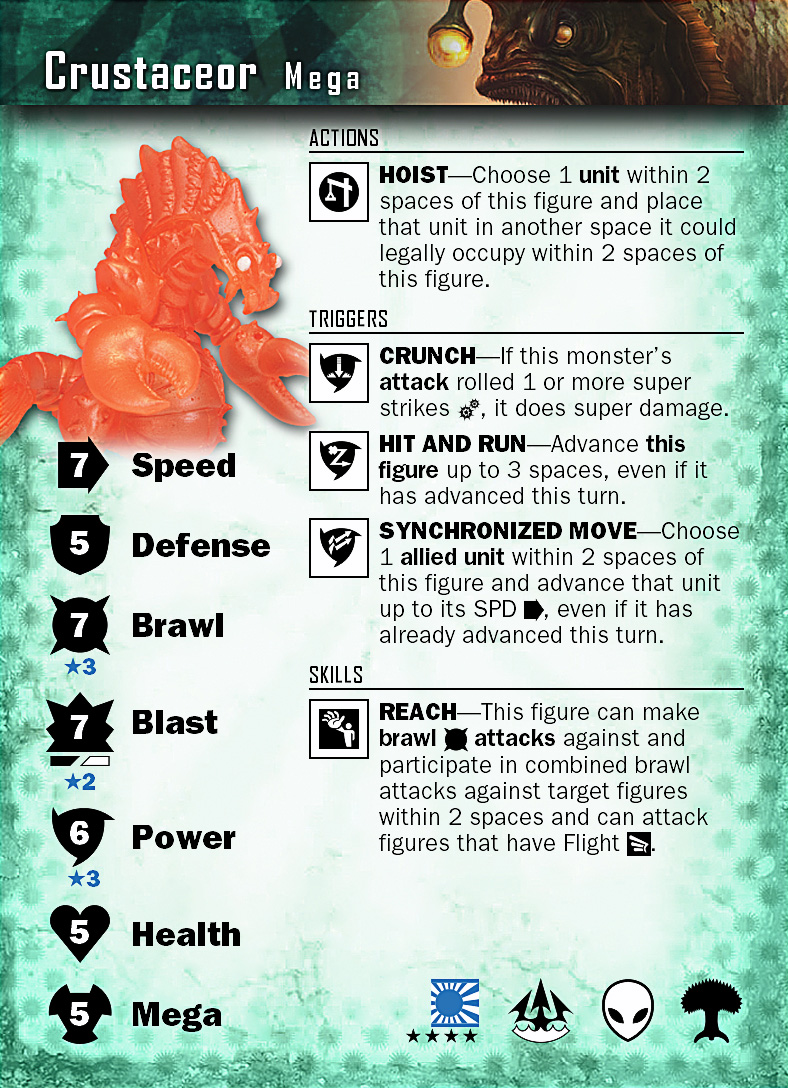 Crustaceor Mega
ACTIONS
HOIST—Choose 1 unit within 2
spaces of this figure and place
that unit in another space it could
legally occupy within 2 spaces of
this figure.
TRIGGERS
CRUNCH—If this monster's
attack rolled 1 or more super
strikes , it does super damage.
Z
HIT AND RUN—Advance this
figure up to 3 spaces, even if it
has advanced this turn.
SYNCHRONIZED MOVE—Choose
1 allied unit within 2 spaces of
this figure and advance that unit
up to its SPD , even if it has
already advanced this turn.
SKILLS
REACH—This figure can make
brawl attacks against and
participate in combined brawl
attacks against target figures
within 2 spaces and can attack
figures that have Flight .
7 Speed
5 Defense
7 Brawl
★3
7 Blast
★2
6 Power
★3
5 Health
5 Mega
★★★★